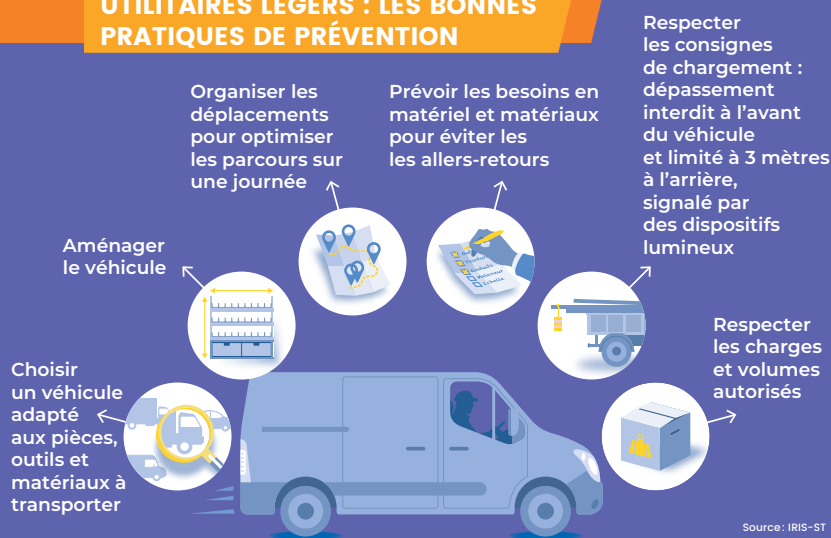 UTILITAIRES LÉGERS : LES BONNES
PRATIQUES DE PRÉVENTION
Organiser les
déplacements
pour optimiser
les parcours sur
une journée
Prévoir les besoins en
matériel et matériaux
pour éviter les
les allers-retours
Respecter
les consignes
de chargement :
dépassement
interdit à l'avant
du véhicule
et limité à 3 mètres
à l'arrière,
signalé par
des dispositifs
lumineux
Aménager
le véhicule
Respecter
les charges
et volumes
autorisés
Choisir
un véhicule
adapté
aux pièces,
outils et
matériaux à
transporter
Source: IRIS-ST